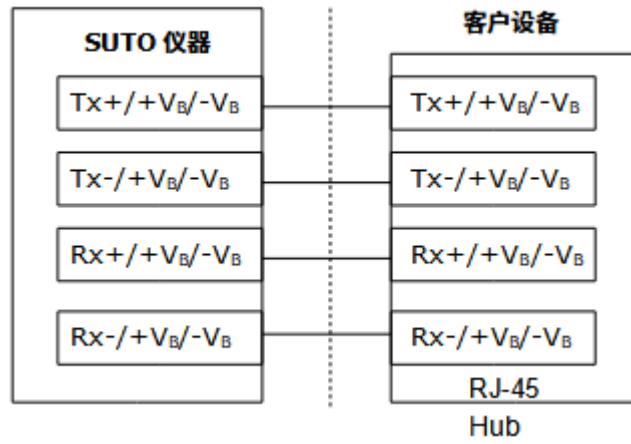 SUTO 仪器
客户设备
Tx+/+VB/-VB
Tx+/+VB/-VB
Tx-/+VB/-VB
Tx-/+VB/-VB
Rx+/+VB/-VB
Rx+/+VB/-VB
Rx-/+VB/-VB
Rx-/+VB/-VB
RJ-45
Hub